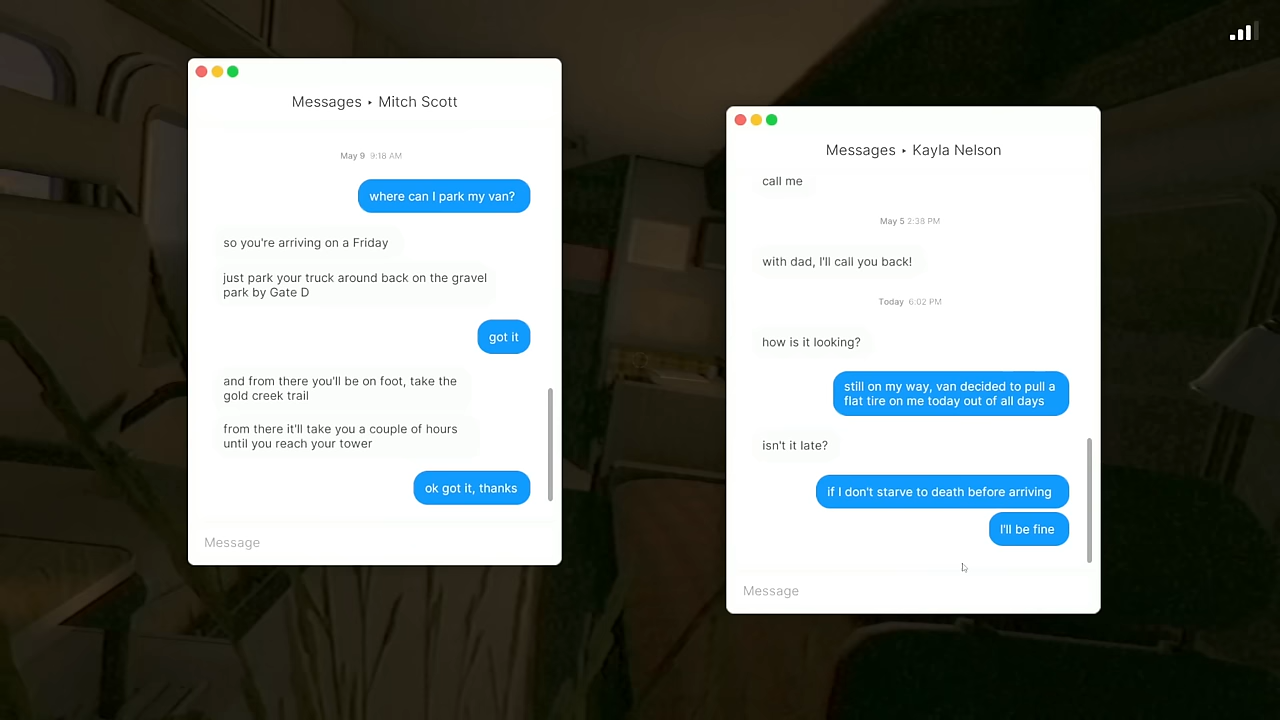 Messages ‣ Mitch Scott
May 9 9:18 AM
where can I park my van?
so you're arriving on a Friday
just park your truck around back on the gravel
park by Gate D
got it
and from there you'll be on foot, take the
gold creek trail
from there it'll take you a couple of hours
until you reach your tower
ok got it, thanks
Message
Messages ‣ Kayla Nelson
call me
May 5 2:38 PM
with dad, I'll call you back!
Today 6:02 PM
how is it looking?
still on my way, van decided to pull a
flat tire on me today out of all days
isn't it late?
if I don't starve to death before arriving
I'll be fine
Message